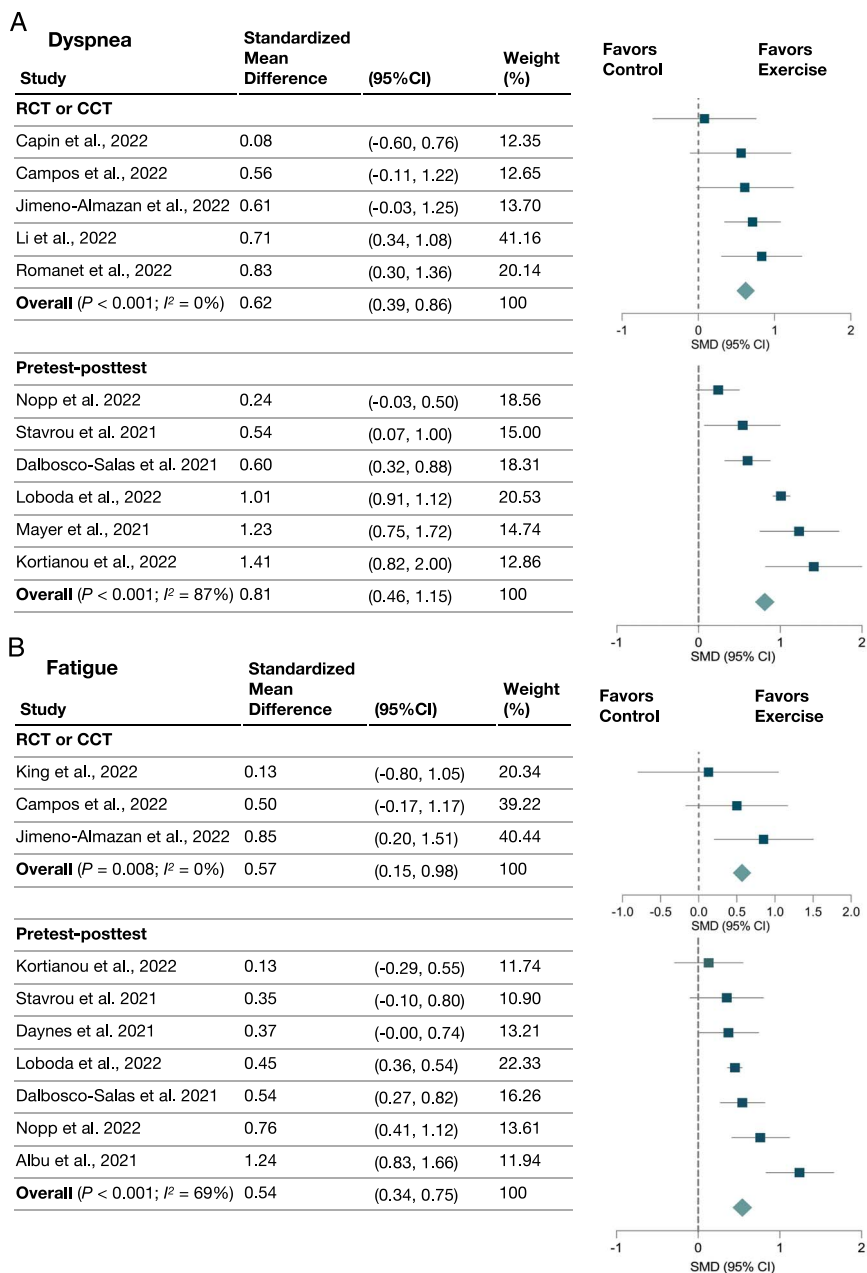 A
Dyspnea
Study Standardized Mean Difference (95%CI) Weight (%)
Favors Control Favors Exercise
RCT or CCT
Capin et al., 2022 0.08 (-0.60, 0.76) 12.35
Campos et al., 2022 0.56 (-0.11, 1.22) 12.65
Jimeno-Almazan et al., 2022 0.61 (-0.03, 1.25) 13.70
Li et al., 2022 0.71 (0.34, 1.08) 41.16
Romanet et al., 2022 0.83 (0.30, 1.36) 20.14
Overall (P < 0.001; I² = 0%) 0.62 (0.39, 0.86) 100
-1 0 1 2
SMD (95% CI)
Pretest-posttest
Nopp et al. 2022 0.24 (-0.03, 0.50) 18.56
Stavrou et al. 2021 0.54 (0.07, 1.00) 15.00
Dalbosco-Salas et al. 2021 0.60 (0.32, 0.88) 18.31
Loboda et al., 2022 1.01 (0.91, 1.12) 20.53
Mayer et al., 2021 1.23 (0.75, 1.72) 14.74
Kortianou et al., 2022 1.41 (0.82, 2.00) 12.86
Overall (P < 0.001; I² = 87%) 0.81 (0.46, 1.15) 100
-1 0 1 2
SMD (95% CI)
B
Fatigue
Study Standardized Mean Difference (95%CI) Weight (%)
Favors Control Favors Exercise
RCT or CCT
King et al., 2022 0.13 (-0.80, 1.05) 20.34
Campos et al., 2022 0.50 (-0.17, 1.17) 39.22
Jimeno-Almazan et al., 2022 0.85 (0.20, 1.51) 40.44
Overall (P = 0.008; I² = 0%) 0.57 (0.15, 0.98) 100
-1.0 -0.5 0.0 0.5 1.0 1.5 2.0
SMD (95% CI)
Pretest-posttest
Kortianou et al., 2022 0.13 (-0.29, 0.55) 11.74
Stavrou et al. 2021 0.35 (-0.10, 0.80) 10.90
Daynes et al. 2021 0.37 (-0.00, 0.74) 13.21
Loboda et al., 2022 0.45 (0.36, 0.54) 22.33
Dalbosco-Salas et al. 2021 0.54 (0.27, 0.82) 16.26
Nopp et al. 2022 0.76 (0.41, 1.12) 13.61
Albu et al., 2021 1.24 (0.83, 1.66) 11.94
Overall (P < 0.001; I² = 69%) 0.54 (0.34, 0.75) 100
-1 0 1 2
SMD (95% CI)